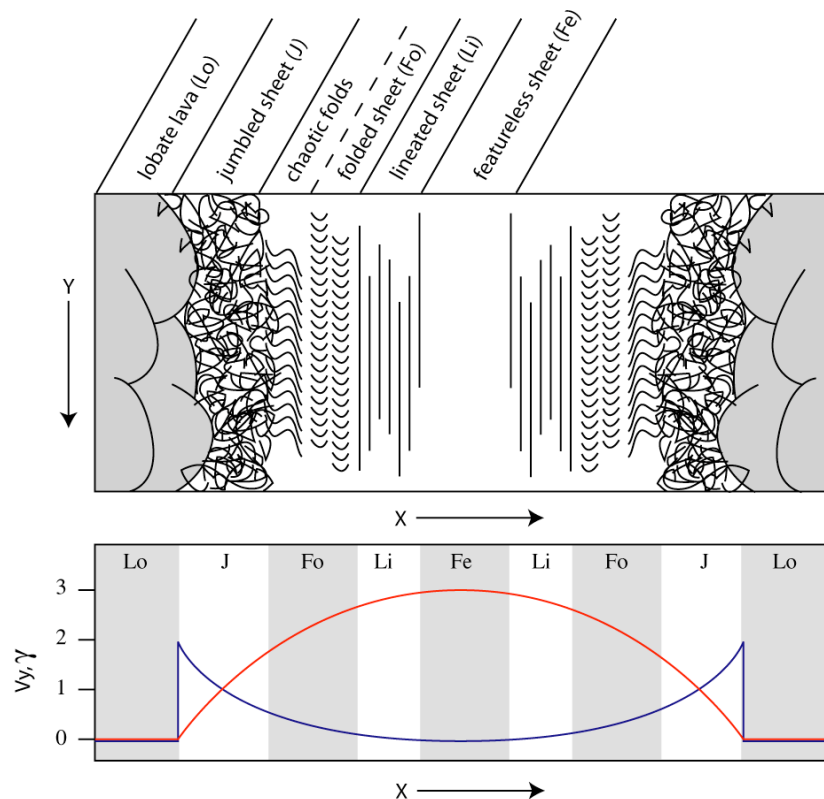 lobate lava (Lo)
jumbled sheet (J)
chaotic folds
folded sheet (Fo)
lineated sheet (Li)
featureless sheet (Fe)
Y
X
Lo J Fo Li Fe Li Fo J Lo
3
2
1
0
Vy, γ
X